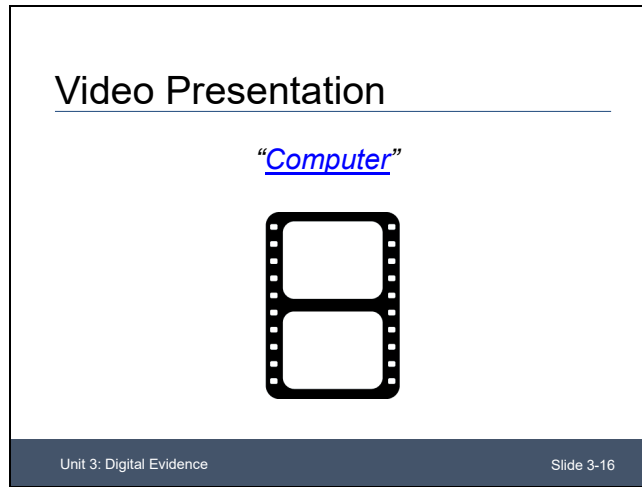 Video Presentation
“Computer”
Unit 3: Digital Evidence Slide 3-16